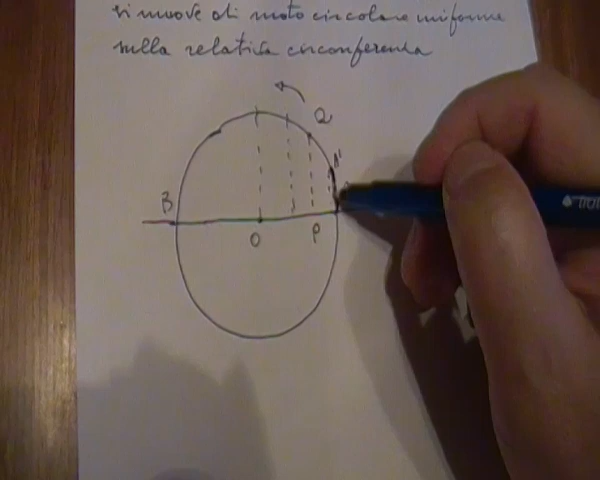 si muove di moto circolare uniforme
sulla relativa circonferenza
Q
A'
B
O
P